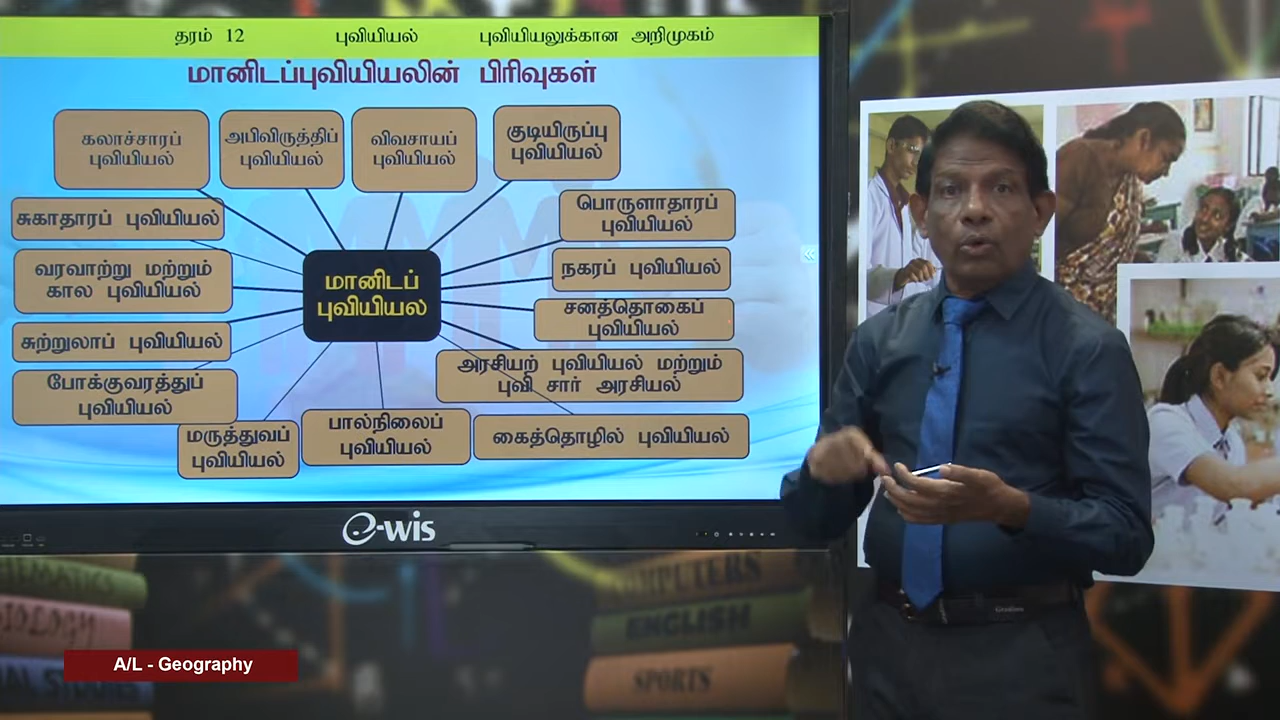 தரம் 12 புவியியல் புவியியலுக்கான அறிமுகம்
மானிடப்புவியியலின் பிரிவுகள்
கலாச்சாரப்
புவியியல்
அபிவிருத்திப்
புவியியல்
விவசாயப்
புவியியல்
குடியிருப்பு
புவியியல்
சுகாதாரப் புவியியல்
பொருளாதாரப்
புவியியல்
வரலாற்று மற்றும்
கால புவியியல்
மானிடப்
புவியியல்
நகரப் புவியியல்
சனத்தொகைப்
புவியியல்
சுற்றுலாப் புவியியல்
அரசியற் புவியியல் மற்றும்
புவி சார் அரசியல்
போக்குவரத்துப்
புவியியல்
மருத்துவப்
புவியியல்
பால்நிலைப்
புவியியல்
கைத்தொழில் புவியியல்
e-wis
COMPUTERS
ENGLISH
SPORTS
A/L - Geography